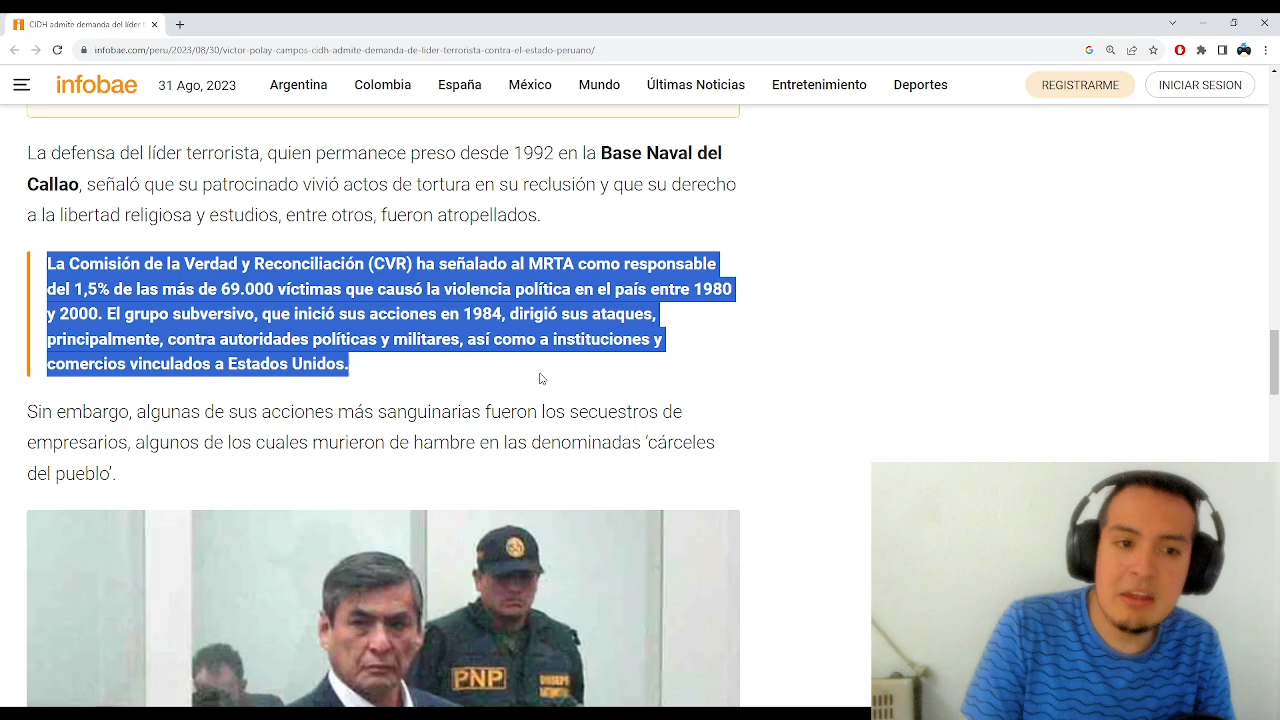 CIDH admite demanda del líder t
infobae.com/peru/2023/08/30/victor-polay-campos-cidh-admite-demanda-de-lider-terrorista-contra-el-estado-peruano/
infobae 31 Ago, 2023 Argentina Colombia España México Mundo Últimas Noticias Entretenimiento Deportes REGISTRARME INICIAR SESION
La defensa del líder terrorista, quien permanece preso desde 1992 en la Base Naval del
Callao, señaló que su patrocinado vivió actos de tortura en su reclusión y que su derecho
a la libertad religiosa y estudios, entre otros, fueron atropellados.
La Comisión de la Verdad y Reconciliación (CVR) ha señalado al MRTA como responsable
del 1,5% de las más de 69.000 víctimas que causó la violencia política en el país entre 1980
y 2000. El grupo subversivo, que inició sus acciones en 1984, dirigió sus ataques,
principalmente, contra autoridades políticas y militares, así como a instituciones y
comercios vinculados a Estados Unidos.
Sin embargo, algunas de sus acciones más sanguinarias fueron los secuestros de
empresarios, algunos de los cuales murieron de hambre en las denominadas ‘cárceles
del pueblo’.
PNP